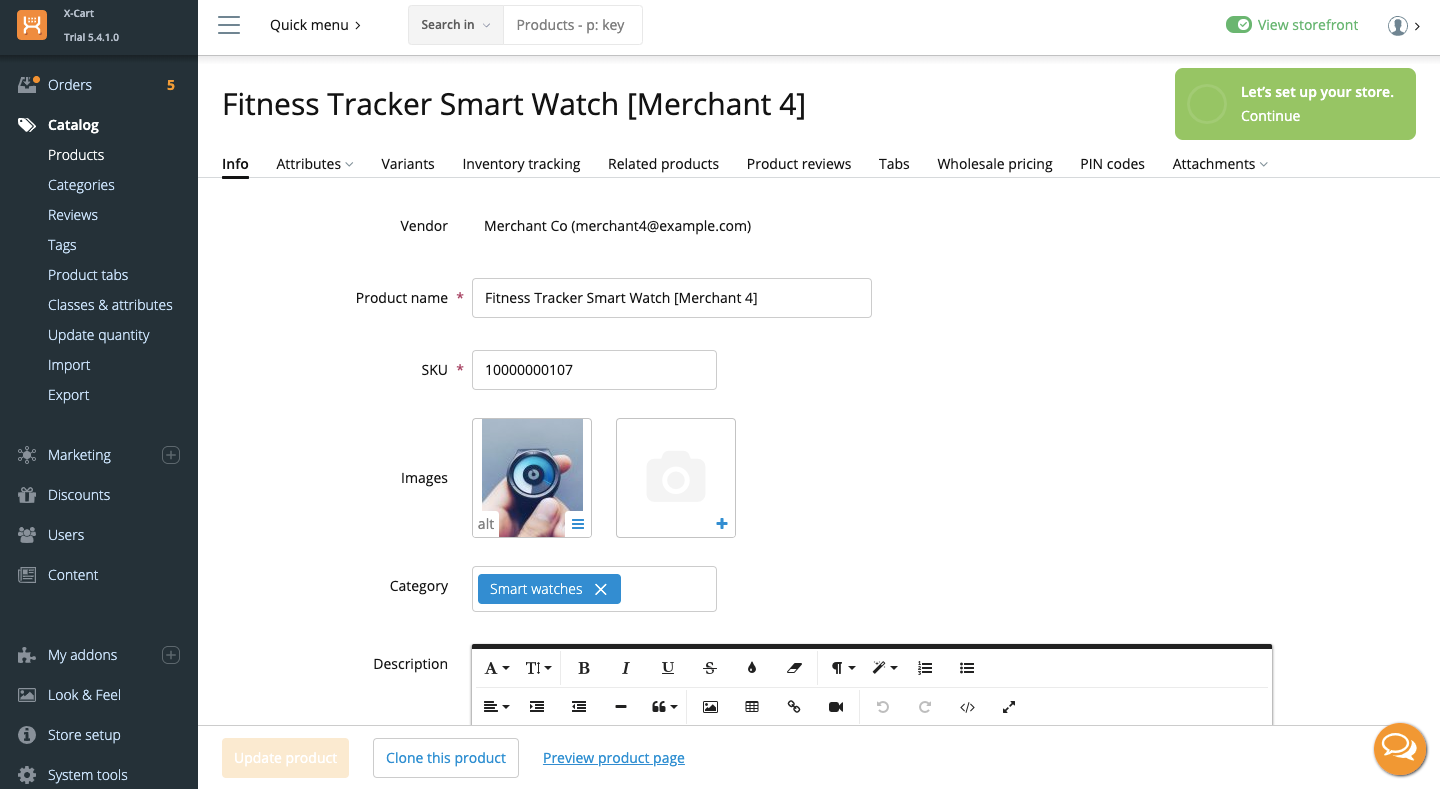 X-Cart
Trial 5.4.1.0
Quick menu
Search in
Products - p: key
View storefront
Orders 5
Catalog
Products
Categories
Reviews
Tags
Product tabs
Classes & attributes
Update quantity
Import
Export
Marketing
Discounts
Users
Content
My addons
Look & Feel
Store setup
System tools
Fitness Tracker Smart Watch [Merchant 4]
Let's set up your store.
Continue
Info Attributes Variants Inventory tracking Related products Product reviews Tabs Wholesale pricing PIN codes Attachments
Vendor Merchant Co (merchant4@example.com)
Product name * Fitness Tracker Smart Watch [Merchant 4]
SKU * 10000000107
Images
alt
Category Smart watches
Description
Update product Clone this product Preview product page